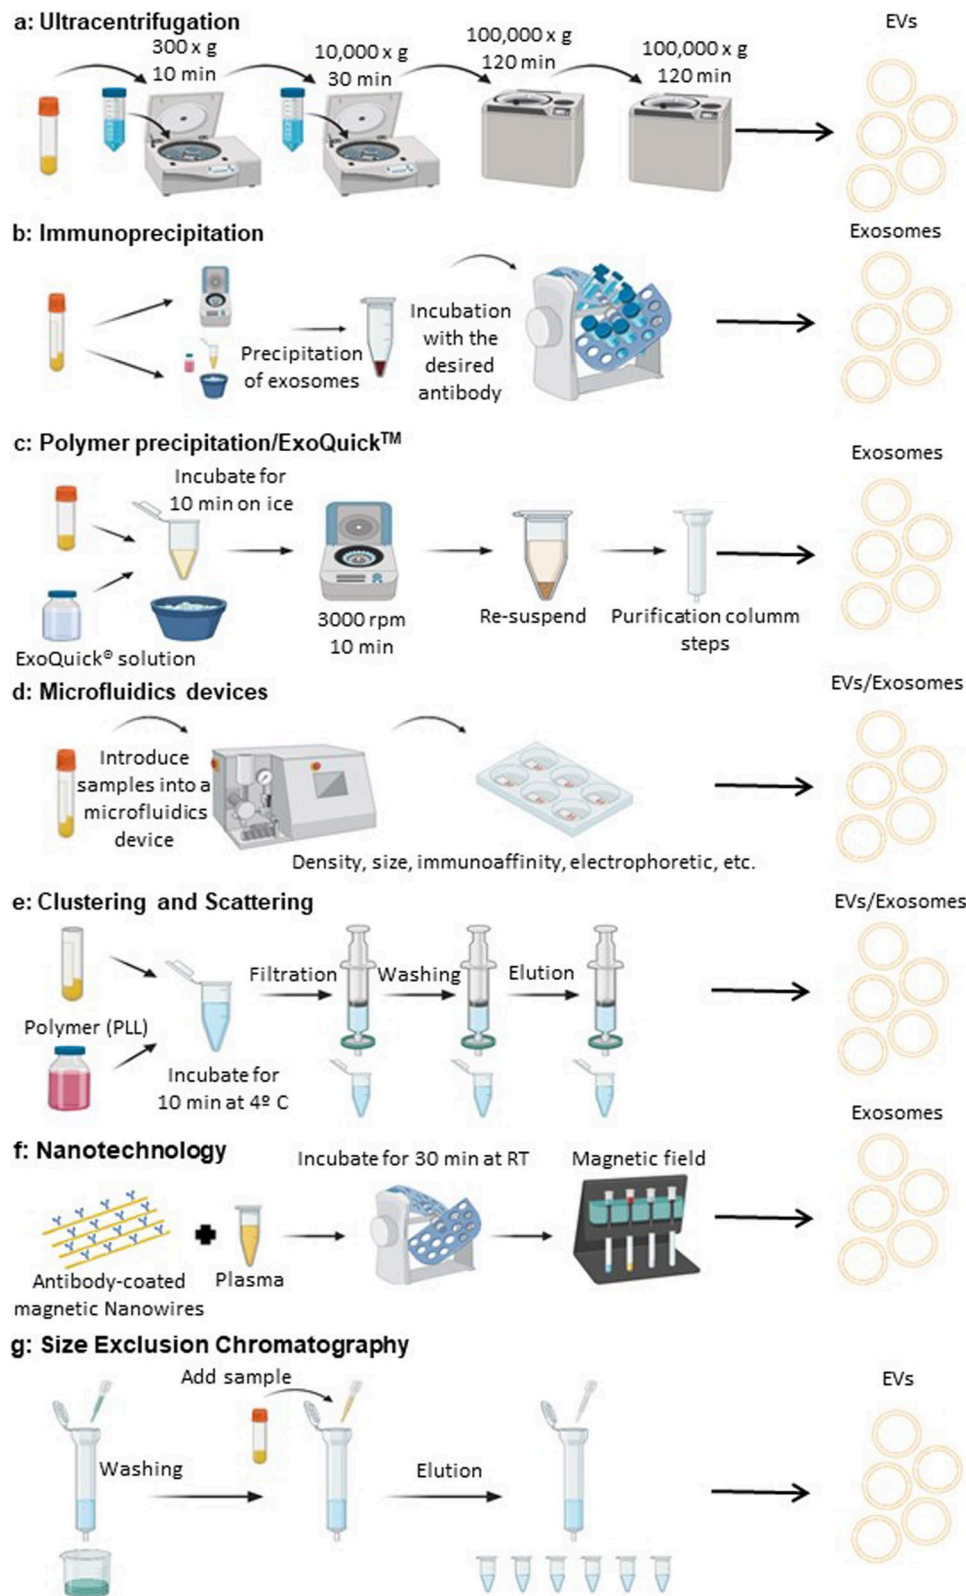 a: Ultracentrifugation
EVs
300 x g
10 min
10,000 x g
30 min
100,000 x g
120 min
100,000 x g
120 min
b: Immunoprecipitation
Exosomes
Precipitation
of exosomes
Incubation
with the
desired
antibody
c: Polymer precipitation/ExoQuick™
Exosomes
Incubate for
10 min on ice
ExoQuick® solution
3000 rpm
10 min
Re-suspend
Purification columm
steps
d: Microfluidics devices
EVs/Exosomes
Introduce
samples into a
microfluidics
device
Density, size, immunoaffinity, electrophoretic, etc.
e: Clustering and Scattering
EVs/Exosomes
Polymer (PLL)
Incubate for
10 min at 4º C
Filtration
Washing
Elution
f: Nanotechnology
Exosomes
Antibody-coated
magnetic Nanowires
Plasma
Incubate for 30 min at RT
Magnetic field
g: Size Exclusion Chromatography
EVs
Add sample
Washing
Elution